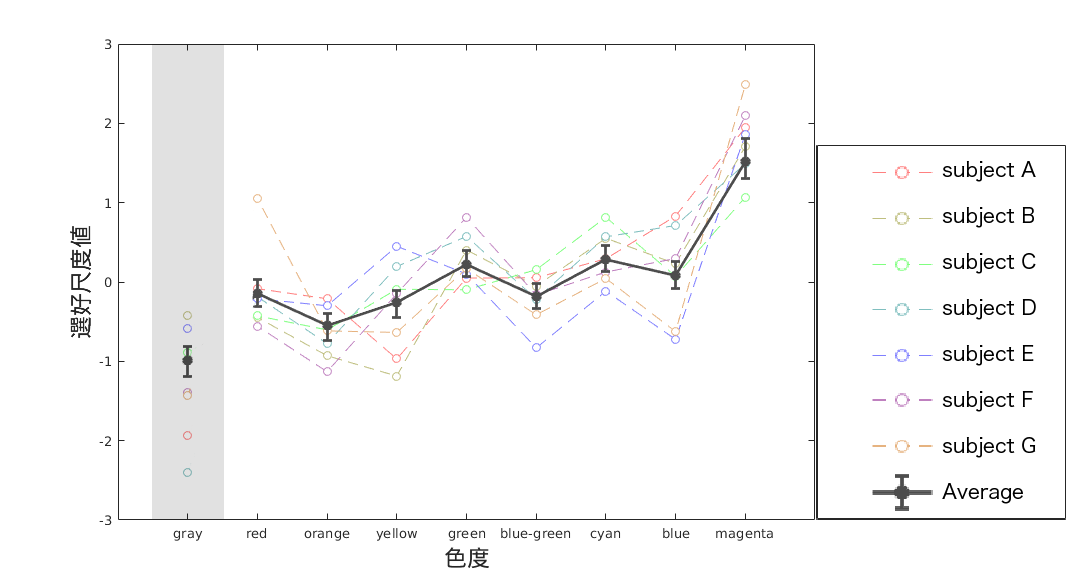 3
2
1
0
-1
-2
-3
選好尺度値
gray red orange yellow green blue-green cyan blue magenta
色度
subject A
subject B
subject C
subject D
subject E
subject F
subject G
Average